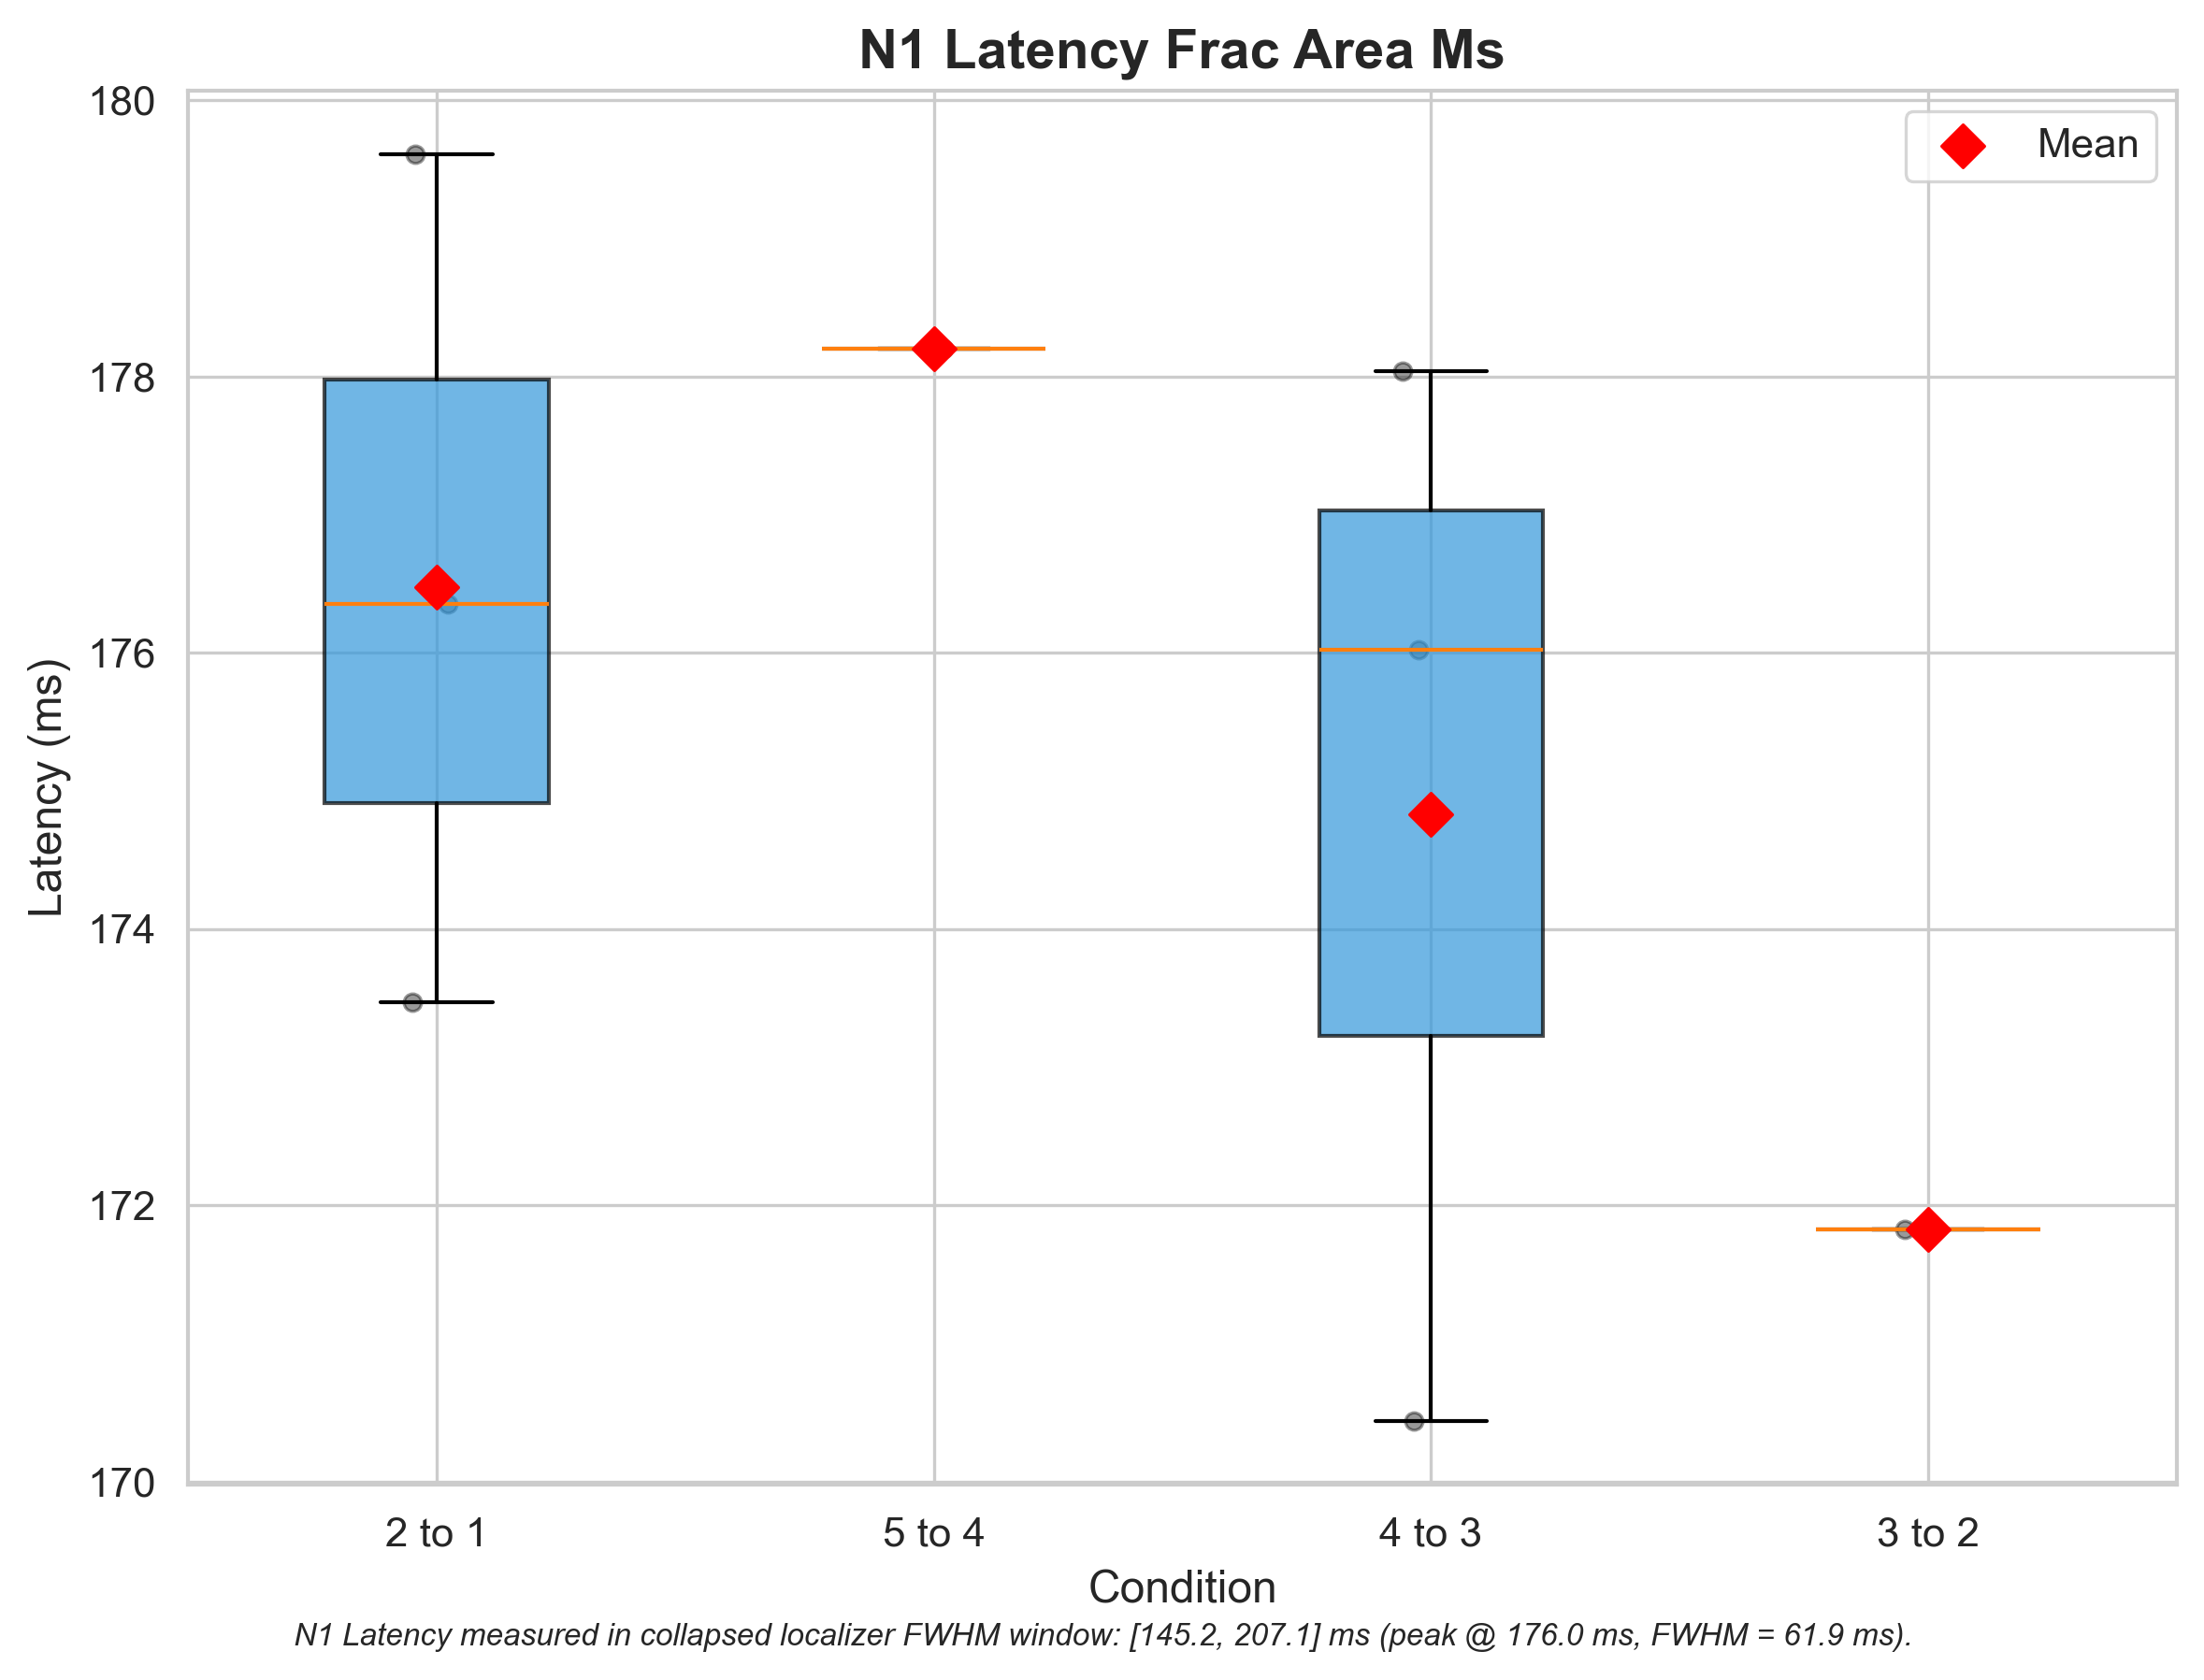 N1 Latency Frac Area Ms
Mean
180
178
176
174
172
170
Latency (ms)
2 to 1
5 to 4
4 to 3
3 to 2
Condition
N1 Latency measured in collapsed localizer FWHM window: [145.2, 207.1] ms (peak @ 176.0 ms, FWHM = 61.9 ms).